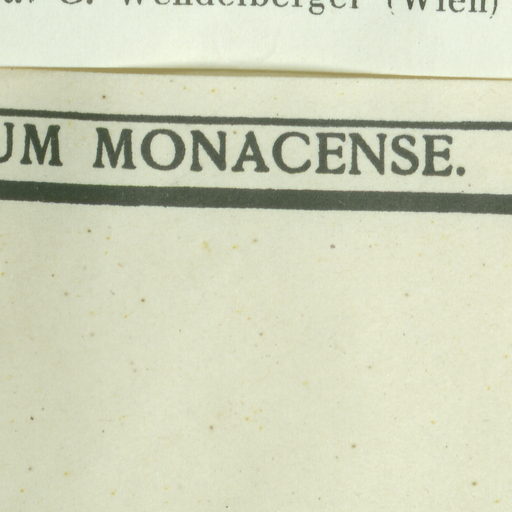 G. Wendelberger (Wien)
UM MONACENSE.